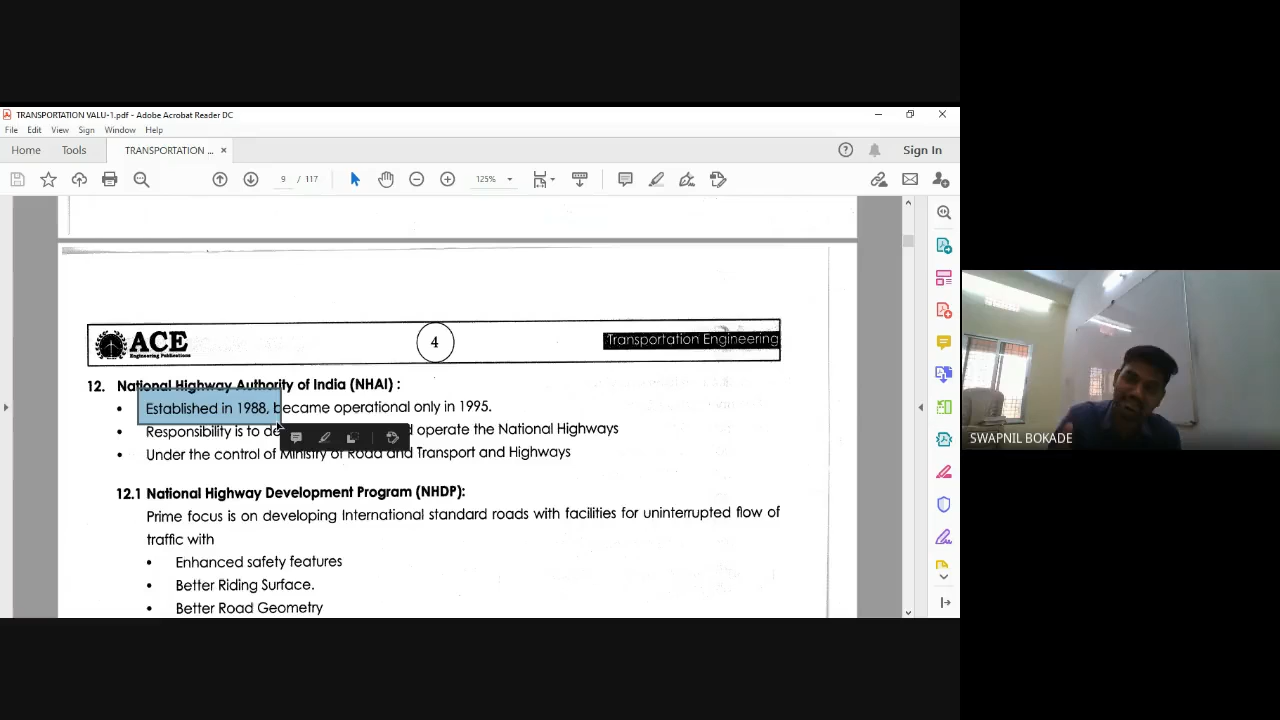 TRANSPORTATION VALU-1.pdf - Adobe Acrobat Reader DC
File Edit View Sign Window Help
Home Tools TRANSPORTATION ... × Sign In
9 / 117 125%
ACE
Engineering Publications
4
Transportation Engineering
12. National Highway Authority of India (NHAI) :
• Established in 1988, became operational only in 1995.
• Responsibility is to de operate the National Highways
• Under the control of Ministry of Road and Transport and Highways
12.1 National Highway Development Program (NHDP):
Prime focus is on developing International standard roads with facilities for uninterrupted flow of
traffic with
• Enhanced safety features
• Better Riding Surface.
• Better Road Geometry
SWAPNIL BOKADE